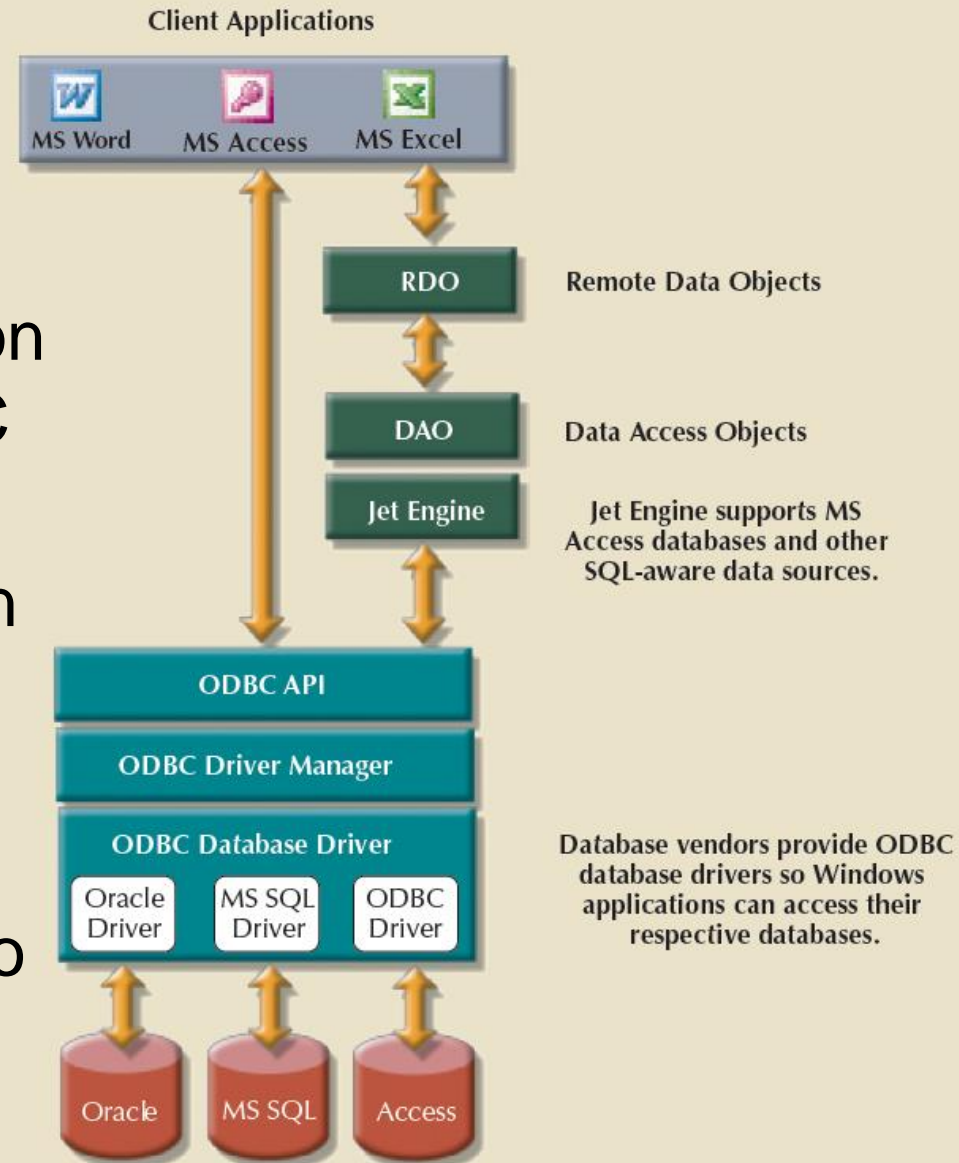 Client Applications
MS Word
MS Access
MS Excel
RDO
Remote Data Objects
on
C
DAO
Data Access Objects
Jet Engine
Jet Engine supports MS
Access databases and other
SQL-aware data sources.
ODBC API
ODBC Driver Manager
ODBC Database Driver
Oracle
Driver
MS SQL
Driver
ODBC
Driver
Database vendors provide ODBC
database drivers so Windows
applications can access their
respective databases.
Oracle
MS SQL
Access